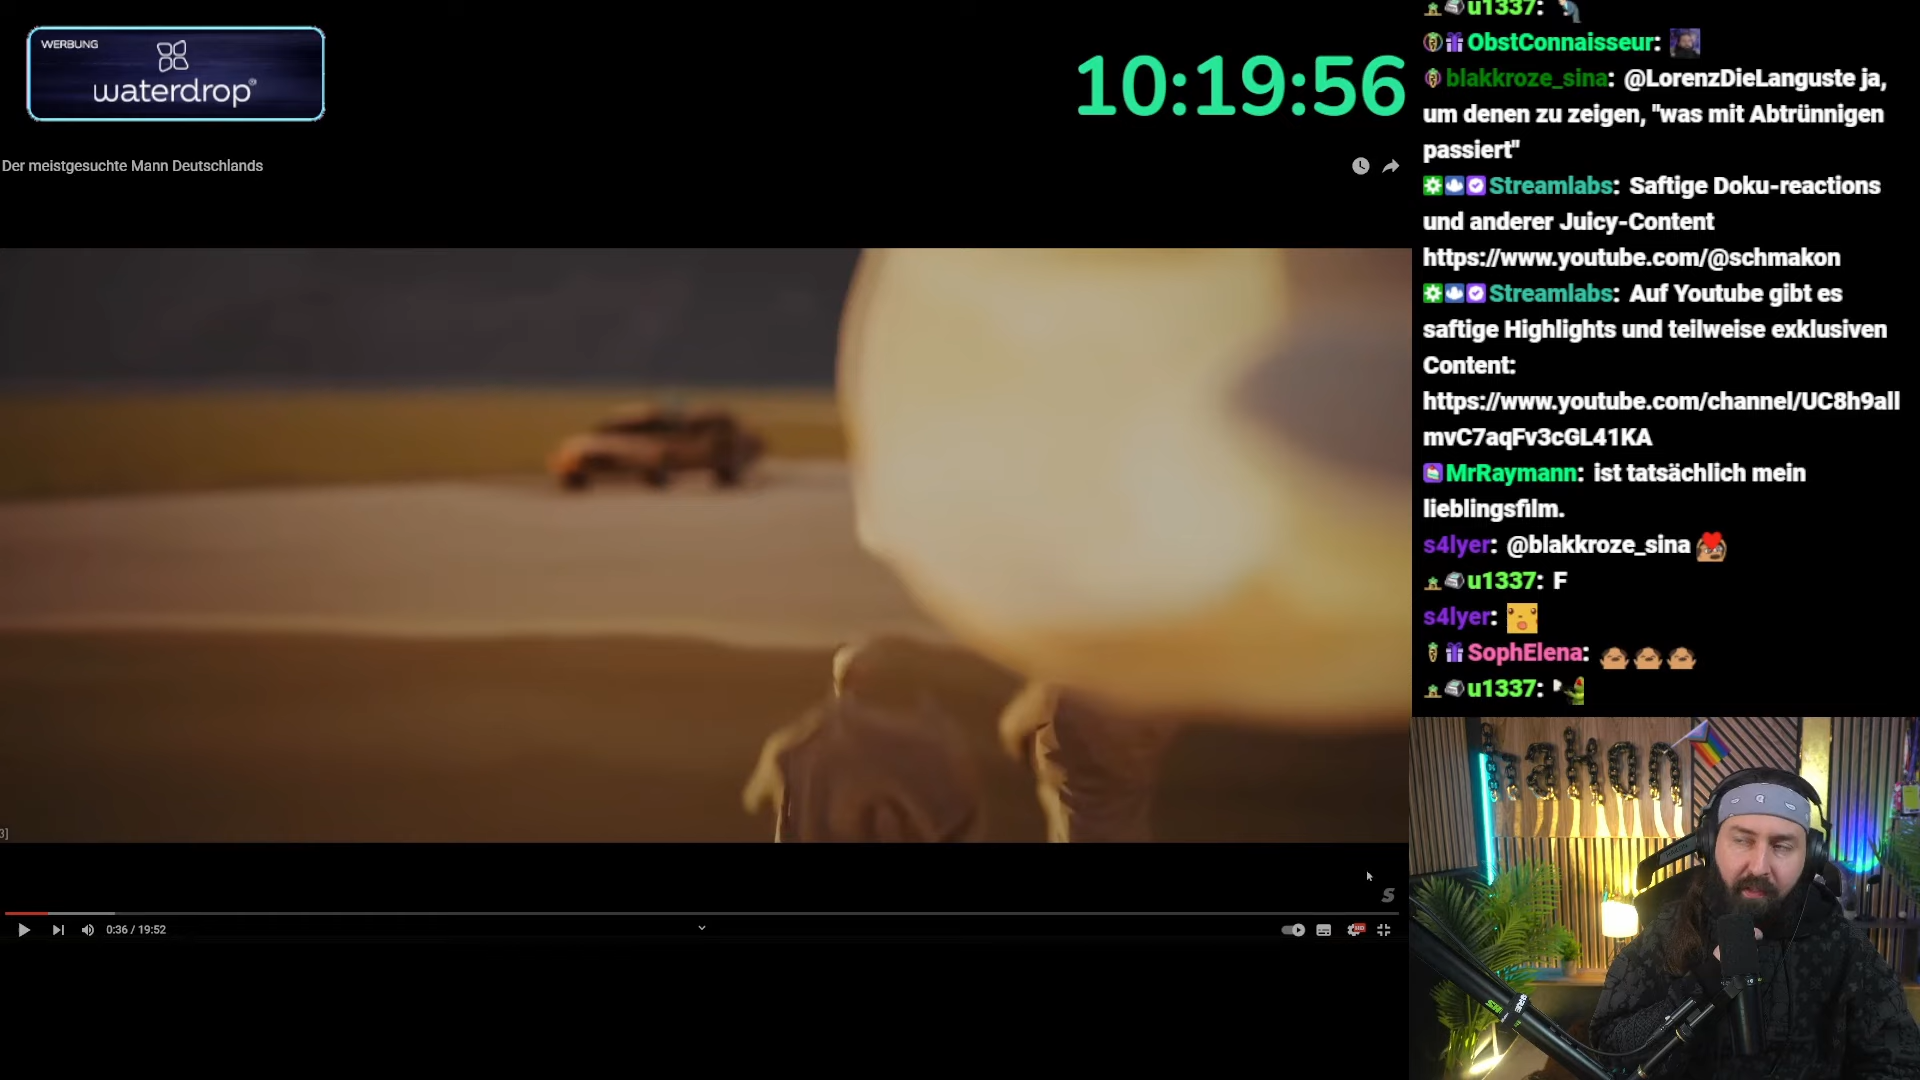 WERBUNG
waterdrop®
10:19:56
Der meistgesuchte Mann Deutschlands
3]
0:36 / 19:52
HD
S
u1337:
ObstConnaisseur:
blakkroze_sina: @LorenzDieLanguste ja,
um denen zu zeigen, "was mit Abtrünnigen
passiert"
Streamlabs: Saftige Doku-reactions
und anderer Juicy-Content
https://www.youtube.com/@schmakon
Streamlabs: Auf Youtube gibt es
saftige Highlights und teilweise exklusiven
Content:
https://www.youtube.com/channel/UC8h9all
mvC7aqFv3cGL41KA
MrRaymann: ist tatsächlich mein
lieblingsfilm.
s4lyer: @blakkroze_sina
u1337: F
s4lyer:
SophElena:
u1337:
hakon